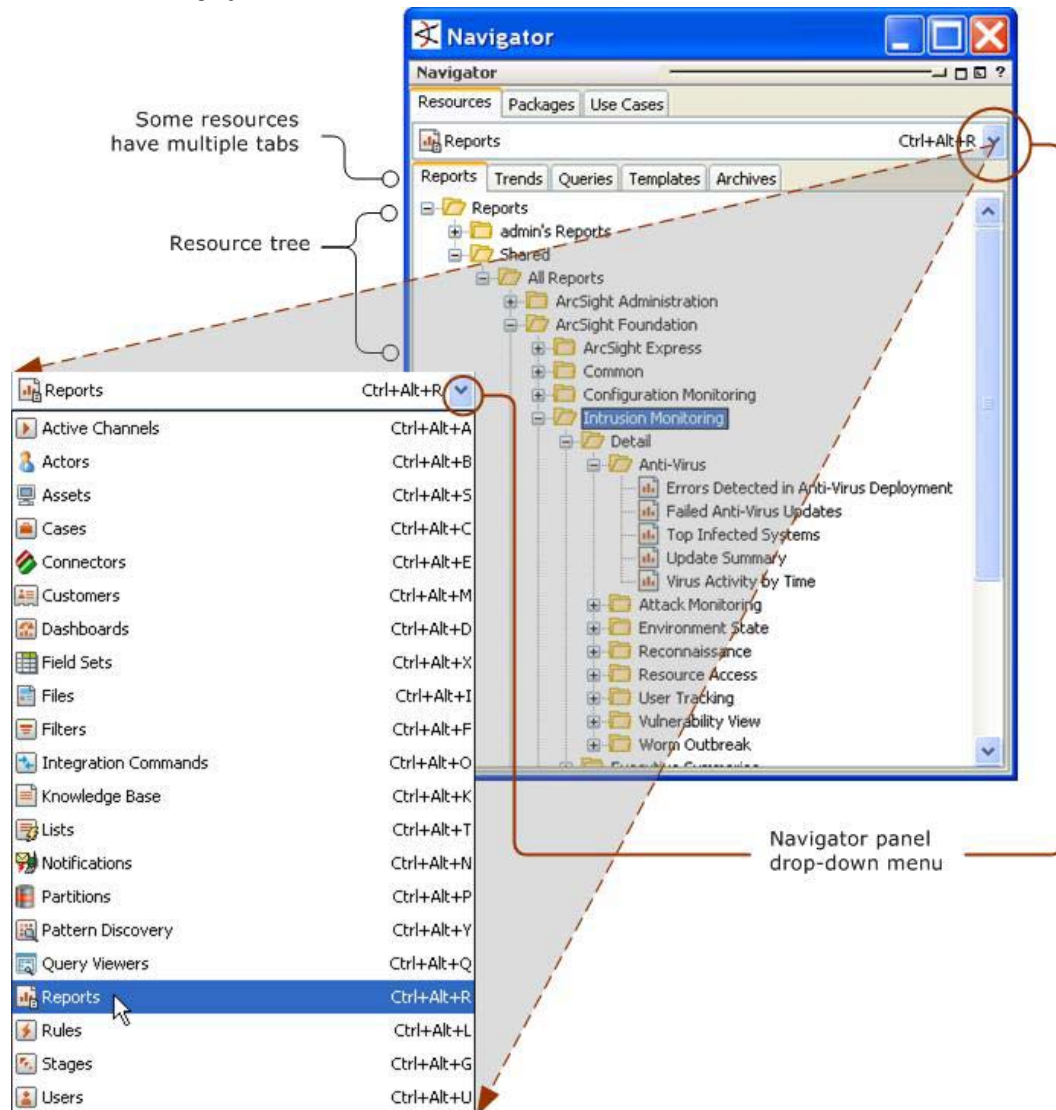 Navigator
Navigator
?
Resources Packages Use Cases
Reports Ctrl+Alt+R
Some resources
have multiple tabs
Reports Trends Queries Templates Archives
Reports
admin's Reports
Shared
Resource tree
All Reports
ArcSight Administration
ArcSight Foundation
ArcSight Express
Common
Configuration Monitoring
Intrusion Monitoring
Detail
Anti-Virus
Errors Detected in Anti-Virus Deployment
Failed Anti-Virus Updates
Top Infected Systems
Update Summary
Virus Activity by Time
Attack Monitoring
Environment State
Reconnaissance
Resource Access
User Tracking
Vulnerability View
Worm Outbreak
Reports Ctrl+Alt+R
Active Channels Ctrl+Alt+A
Actors Ctrl+Alt+B
Assets Ctrl+Alt+S
Cases Ctrl+Alt+C
Connectors Ctrl+Alt+E
Customers Ctrl+Alt+M
Dashboards Ctrl+Alt+D
Field Sets Ctrl+Alt+X
Files Ctrl+Alt+I
Filters Ctrl+Alt+F
Integration Commands Ctrl+Alt+O
Knowledge Base Ctrl+Alt+K
Lists Ctrl+Alt+T
Notifications Ctrl+Alt+N
Partitions Ctrl+Alt+P
Pattern Discovery Ctrl+Alt+Y
Query Viewers Ctrl+Alt+Q
Reports Ctrl+Alt+R
Rules Ctrl+Alt+L
Stages Ctrl+Alt+G
Users Ctrl+Alt+U
Navigator panel
drop-down menu